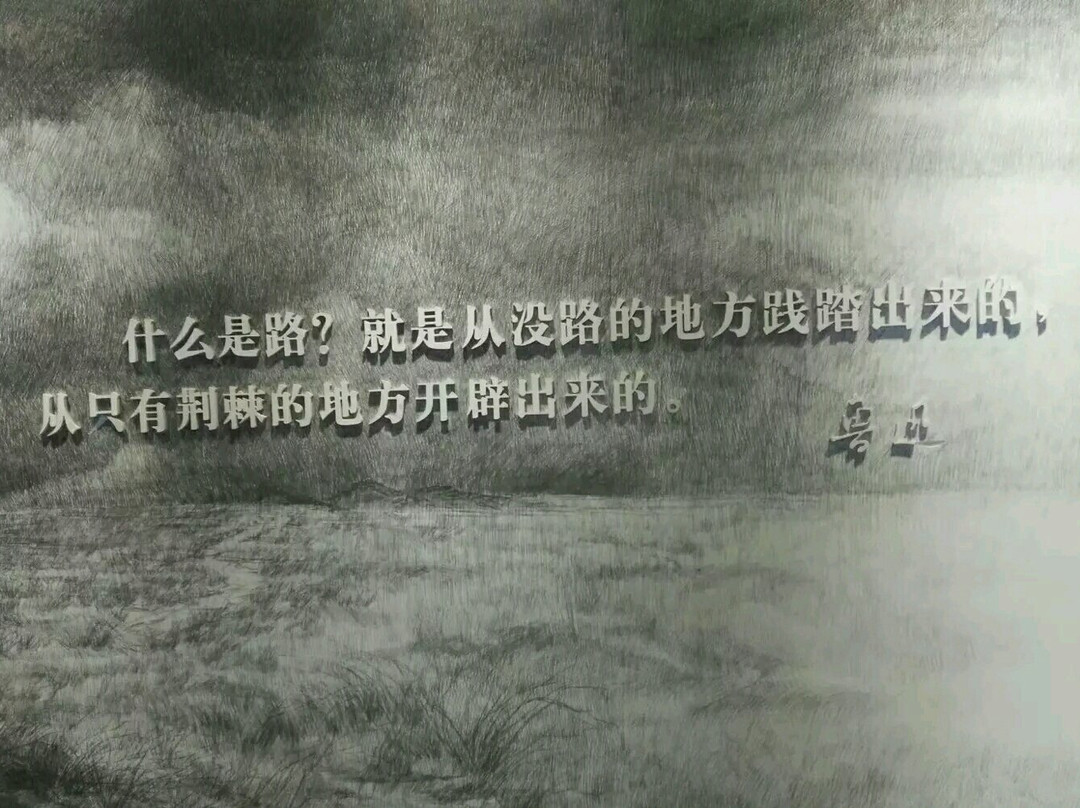 什么是路？就是从没路的地方践踏出来的，
从只有荆棘的地方开辟出来的。
鲁迅